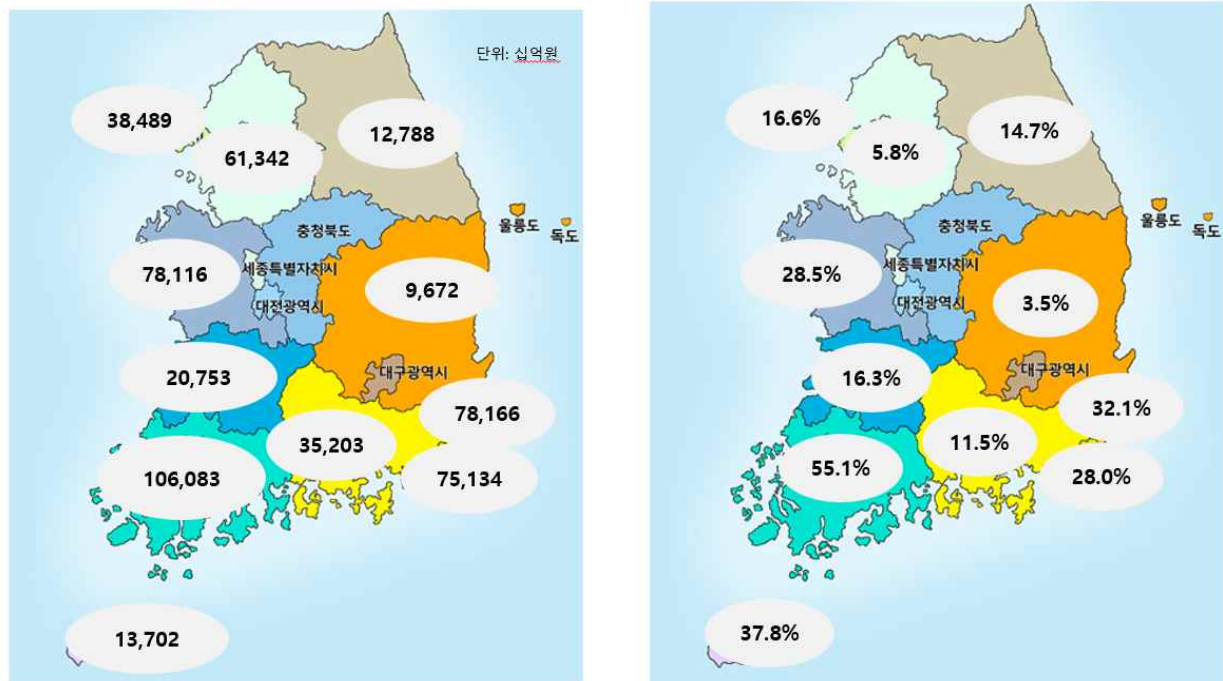 단위: 십억원
38,489
12,788
61,342
충청북도
울릉도
독도
세종특별자치시
78,116
9,672
대전광역시
20,753
대구광역시
78,166
35,203
106,083
75,134
13,702
16.6%
14.7%
5.8%
충청북도
울릉도
독도
세종특별자치시
28.5%
대전광역시
3.5%
대구광역시
16.3%
32.1%
11.5%
55.1%
28.0%
37.8%